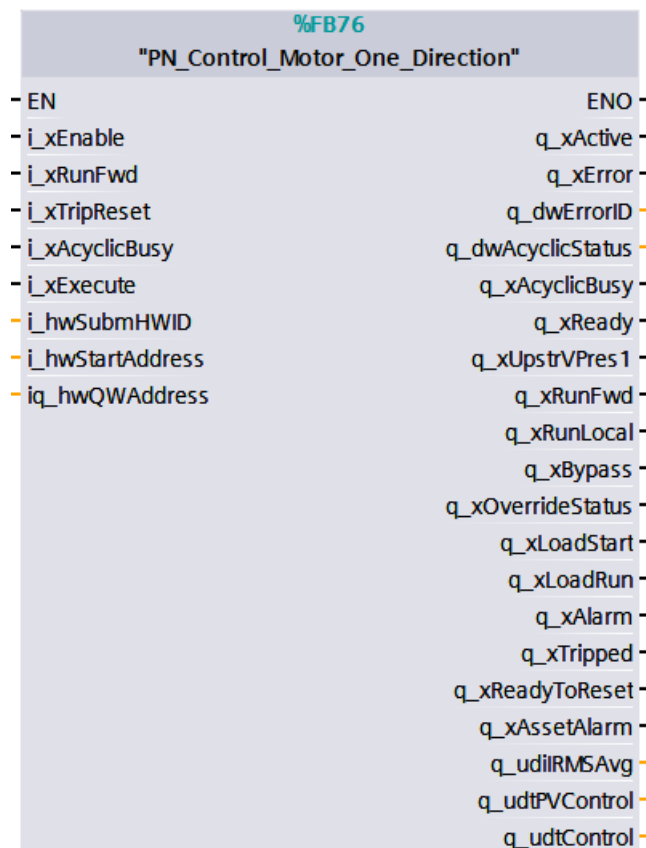 %FB76
"PN_Control_Motor_One_Direction"
EN ENO
i_xEnable q_xActive
i_xRunFwd q_xError
i_xTripReset q_dwErrorID
i_xAcyclicBusy q_dwAcyclicStatus
i_xExecute q_xAcyclicBusy
i_hwSubmHWID q_xReady
i_hwStartAddress q_xUpstrVPres1
iq_hwQWAddress q_xRunFwd
q_xRunLocal
q_xBypass
q_xOverrideStatus
q_xLoadStart
q_xLoadRun
q_xAlarm
q_xTripped
q_xReadyToReset
q_xAssetAlarm
q_udiIRMSAvg
q_udtPVControl
q_udtControl